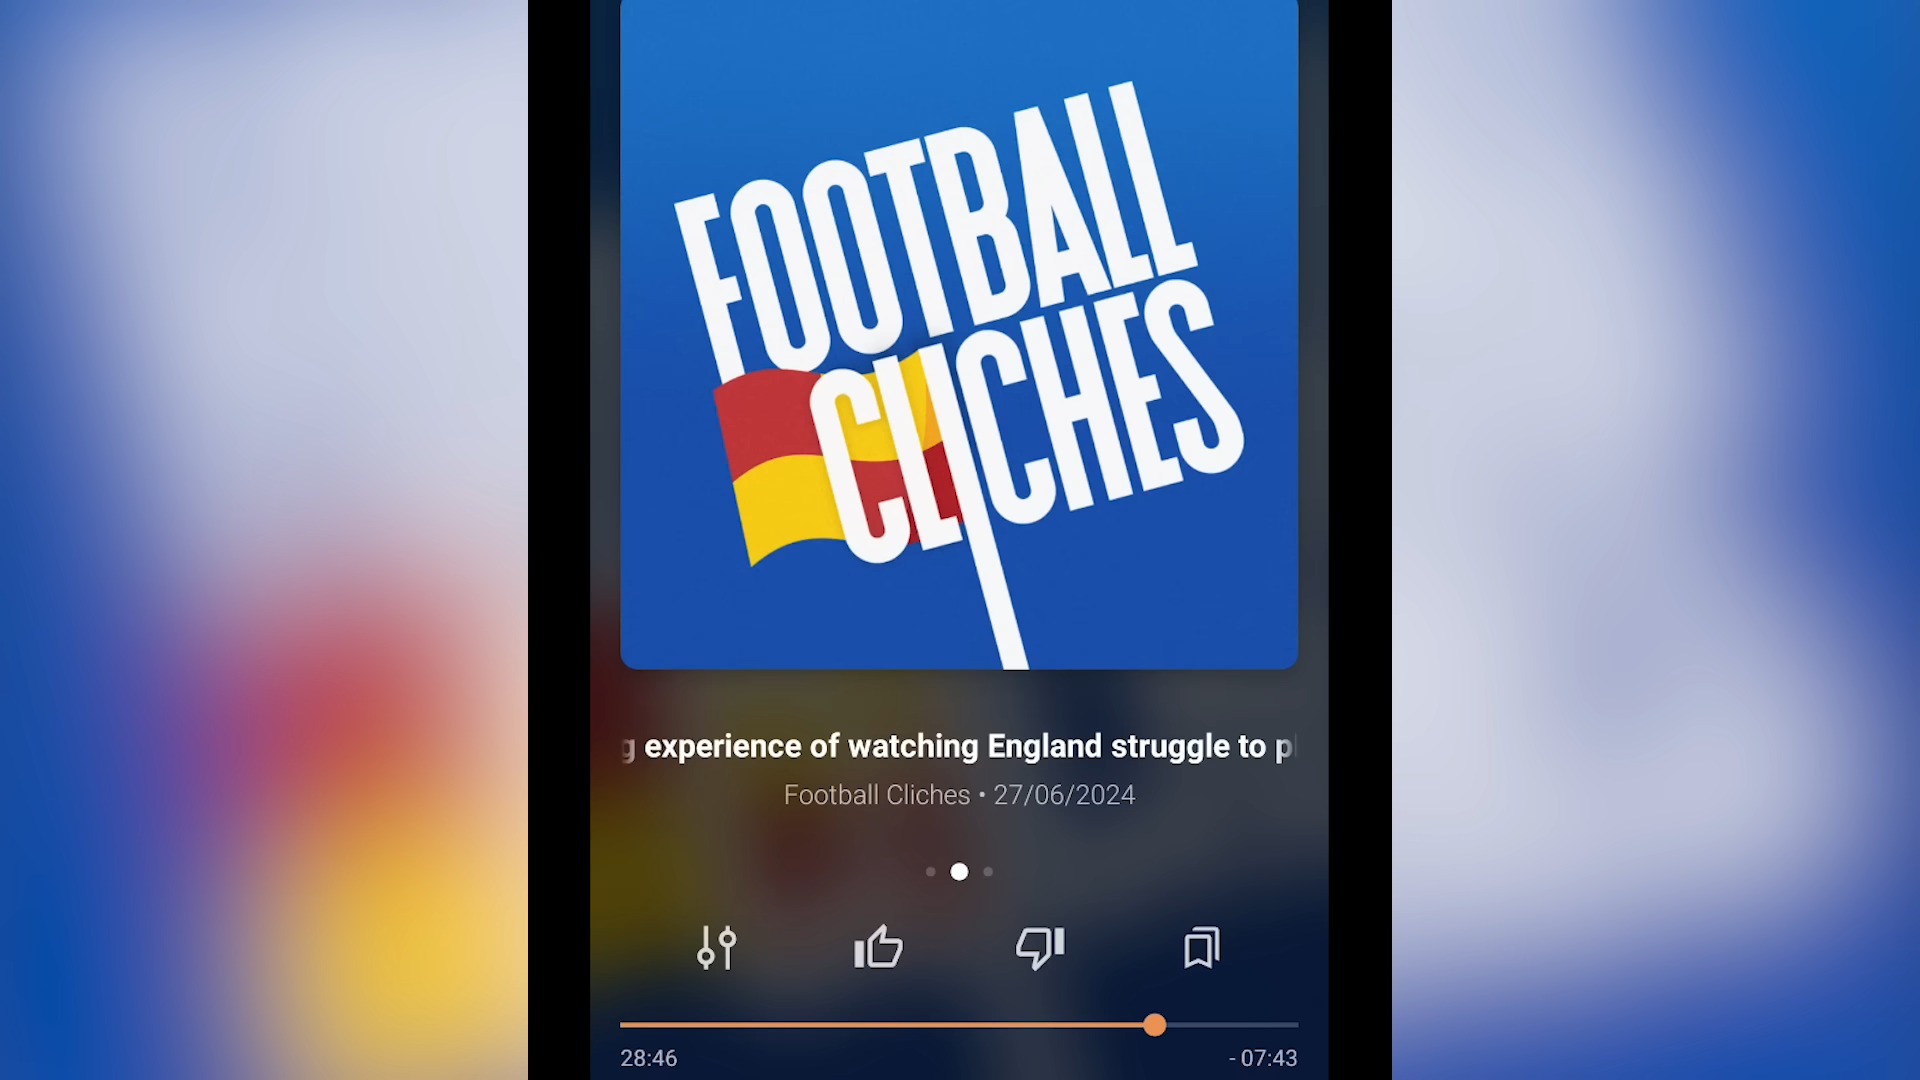 FOOTBALL
CLICHES
experience of watching England struggle to
Football Cliches • 27/06/2024
28:46
- 07:43